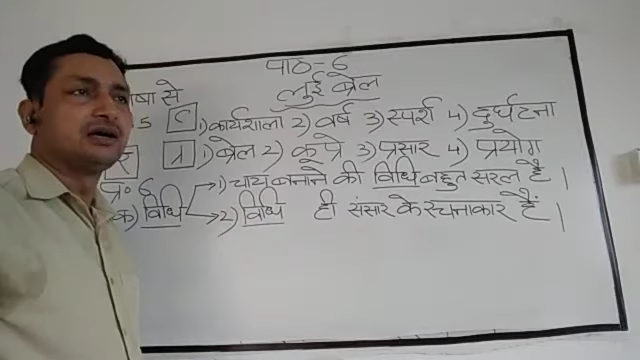 पाठ-6
लुई ब्रेल
भाषा से
5 1) कार्यशाला 2) वर्ष 3) स्पर्श 4) दुर्घटना
1) ब्रेल 2) कूप्रे 3) प्रसार 4) प्रयोग
प्र॰ 6
1) चाय बनाने की विधि बहुत सरल है।
क) विधि
2) विधि ही संसार के रचनाकार हैं।